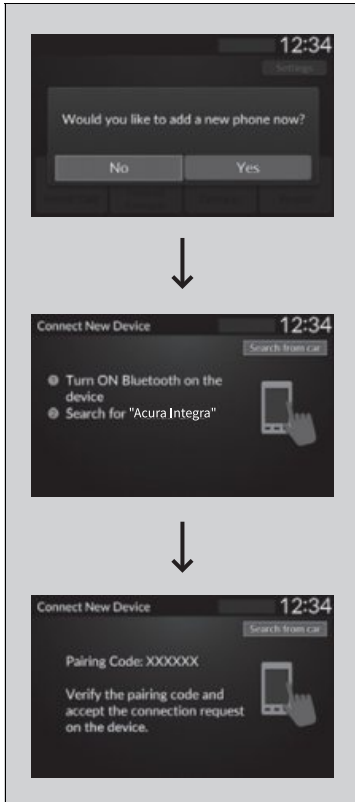 12:34
Settings
Would you like to add a new phone now?
No
Yes
Connect New Device
12:34
Search from car
❶ Turn ON Bluetooth on the
device
❷ Search for "Acura Integra"
Connect New Device
12:34
Search from car
Pairing Code: XXXXXX
Verify the pairing code and
accept the connection request
on the device.